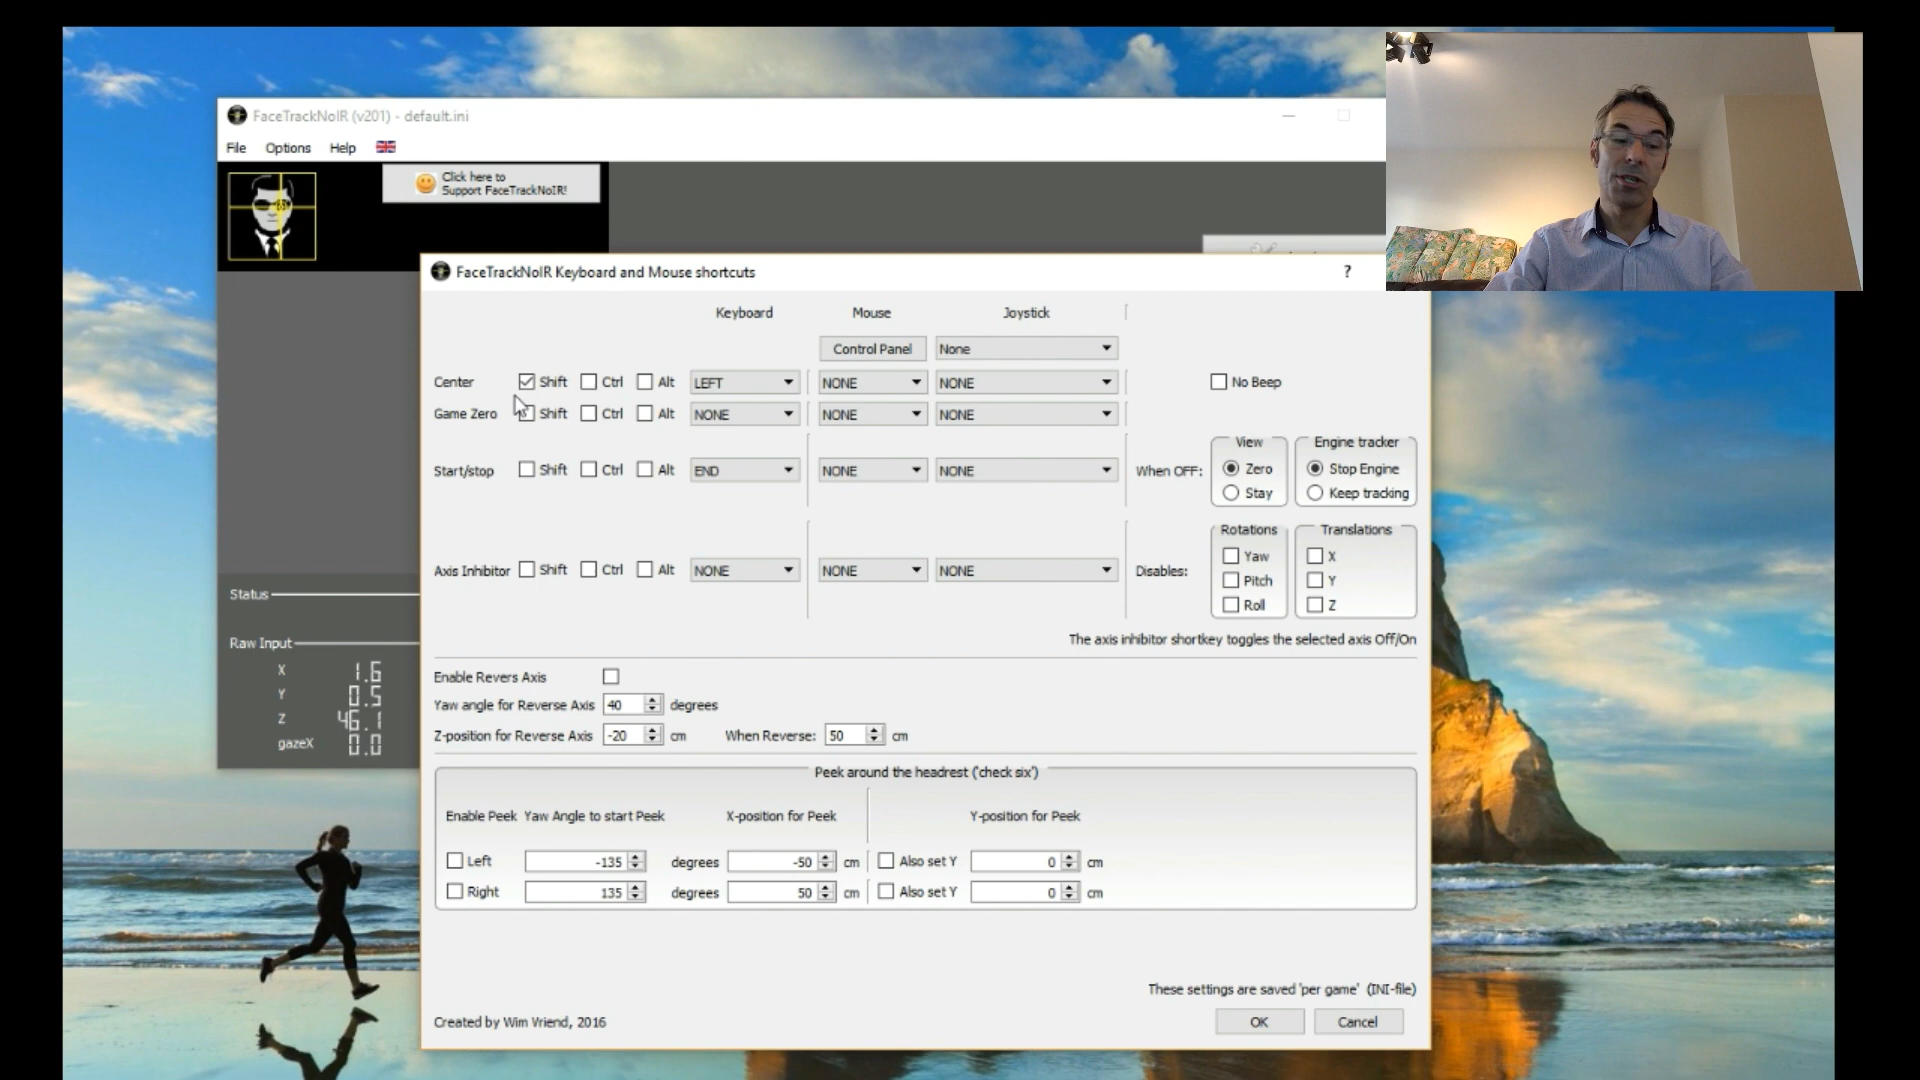 FaceTrackNoIR (v201) - default.ini
File Options Help
Click here to
Support FaceTrackNoIR!
FaceTrackNoIR Keyboard and Mouse shortcuts ?
Keyboard Mouse Joystick
Control Panel None
Center Shift Ctrl Alt LEFT NONE NONE No Beep
Game Zero Shift Ctrl Alt NONE NONE NONE
View Engine tracker
Start/stop Shift Ctrl Alt END NONE NONE When OFF: Zero Stop Engine
Stay Keep tracking
Rotations Translations
Yaw X
Axis Inhibitor Shift Ctrl Alt NONE NONE NONE Disables: Pitch Y
Roll Z
The axis inhibitor shortkey toggles the selected axis Off/On
Status
Raw Input
X 1.6
Y 0.5
Z 46.1
gazeX 0.0
Enable Revers Axis
Yaw angle for Reverse Axis 40 degrees
Z-position for Reverse Axis -20 cm When Reverse: 50 cm
Peek around the headrest ('check six')
Enable Peek Yaw Angle to start Peek X-position for Peek Y-position for Peek
Left -135 degrees -50 cm Also set Y 0 cm
Right 135 degrees 50 cm Also set Y 0 cm
These settings are saved 'per game' (INI-file)
Created by Wim Vriend, 2016 OK Cancel